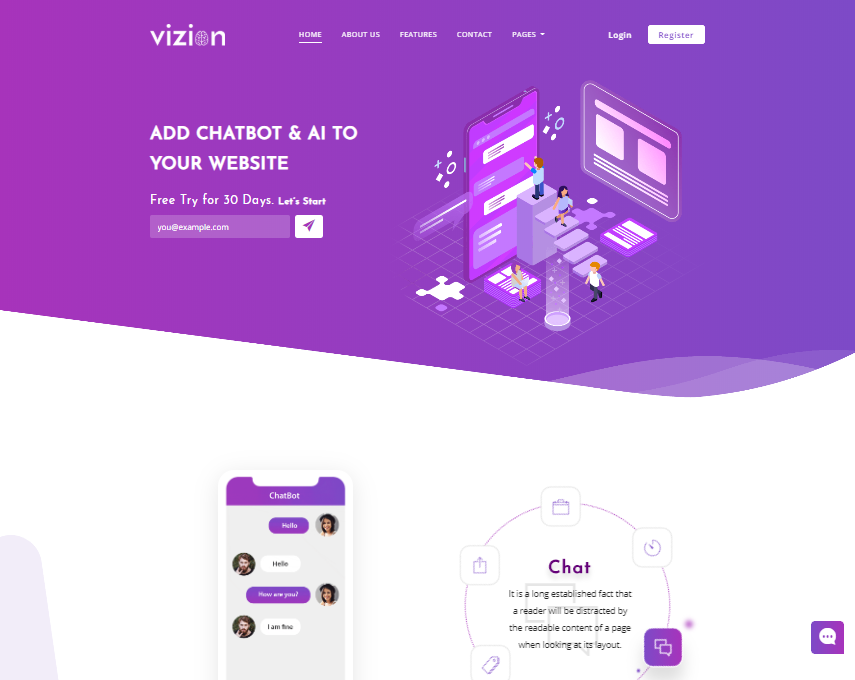 vizion
HOME ABOUT US FEATURES CONTACT PAGES
Login Register
ADD CHATBOT & AI TO
YOUR WEBSITE
Free Try for 30 Days. Let's Start
you@example.com
ChatBot
Hello
Hello
How are you?
I am fine
Chat
It is a long established fact that
a reader will be distracted by
the readable content of a page
when looking at its layout.